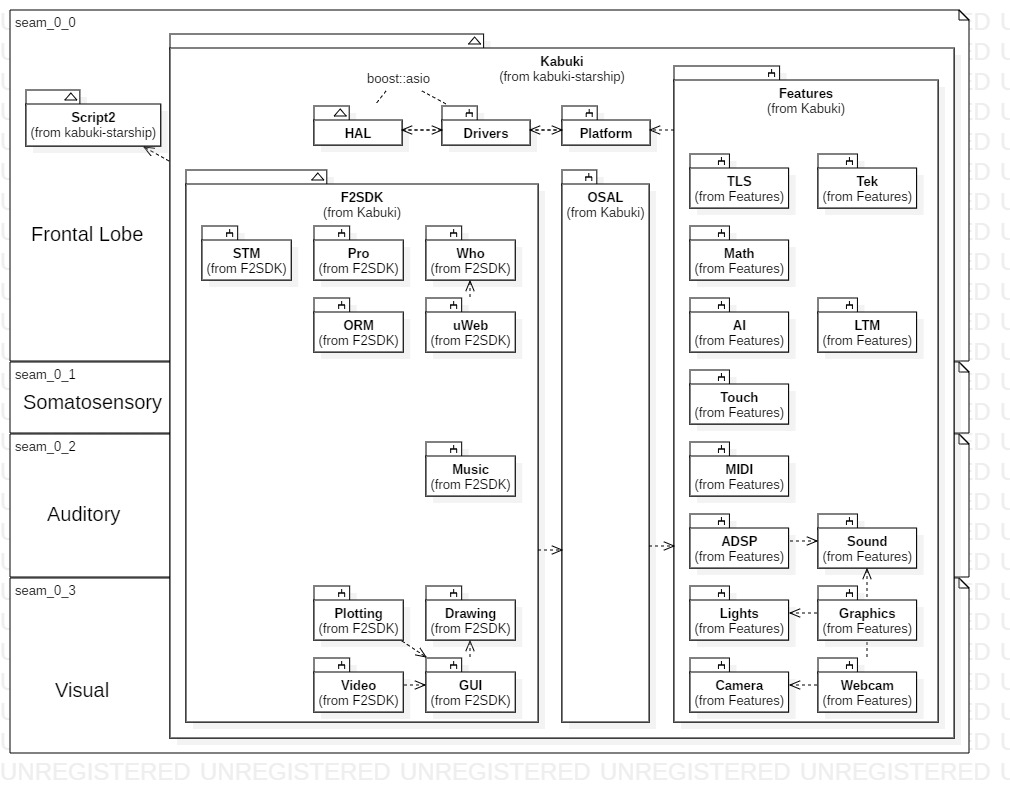 seam_0_0
Kabuki
(from kabuki-starship)
boost::asio
Script2
(from kabuki-starship)
HAL
Drivers
Platform
Features
(from Kabuki)
F2SDK
(from Kabuki)
OSAL
(from Kabuki)
TLS
(from Features)
Tek
(from Features)
Frontal Lobe
STM
(from F2SDK)
Pro
(from F2SDK)
Who
(from F2SDK)
Math
(from Features)
ORM
(from F2SDK)
uWeb
(from F2SDK)
AI
(from Features)
LTM
(from Features)
seam_0_1
Somatosensory
Touch
(from Features)
seam_0_2
Auditory
Music
(from F2SDK)
MIDI
(from Features)
ADSP
(from Features)
Sound
(from Features)
seam_0_3
Visual
Plotting
(from F2SDK)
Drawing
(from F2SDK)
Lights
(from Features)
Graphics
(from Features)
Video
(from F2SDK)
GUI
(from F2SDK)
Camera
(from Features)
Webcam
(from Features)
UNREGISTERED UNREGISTERED UNREGISTERED UNREGISTERED UNREGISTERED U